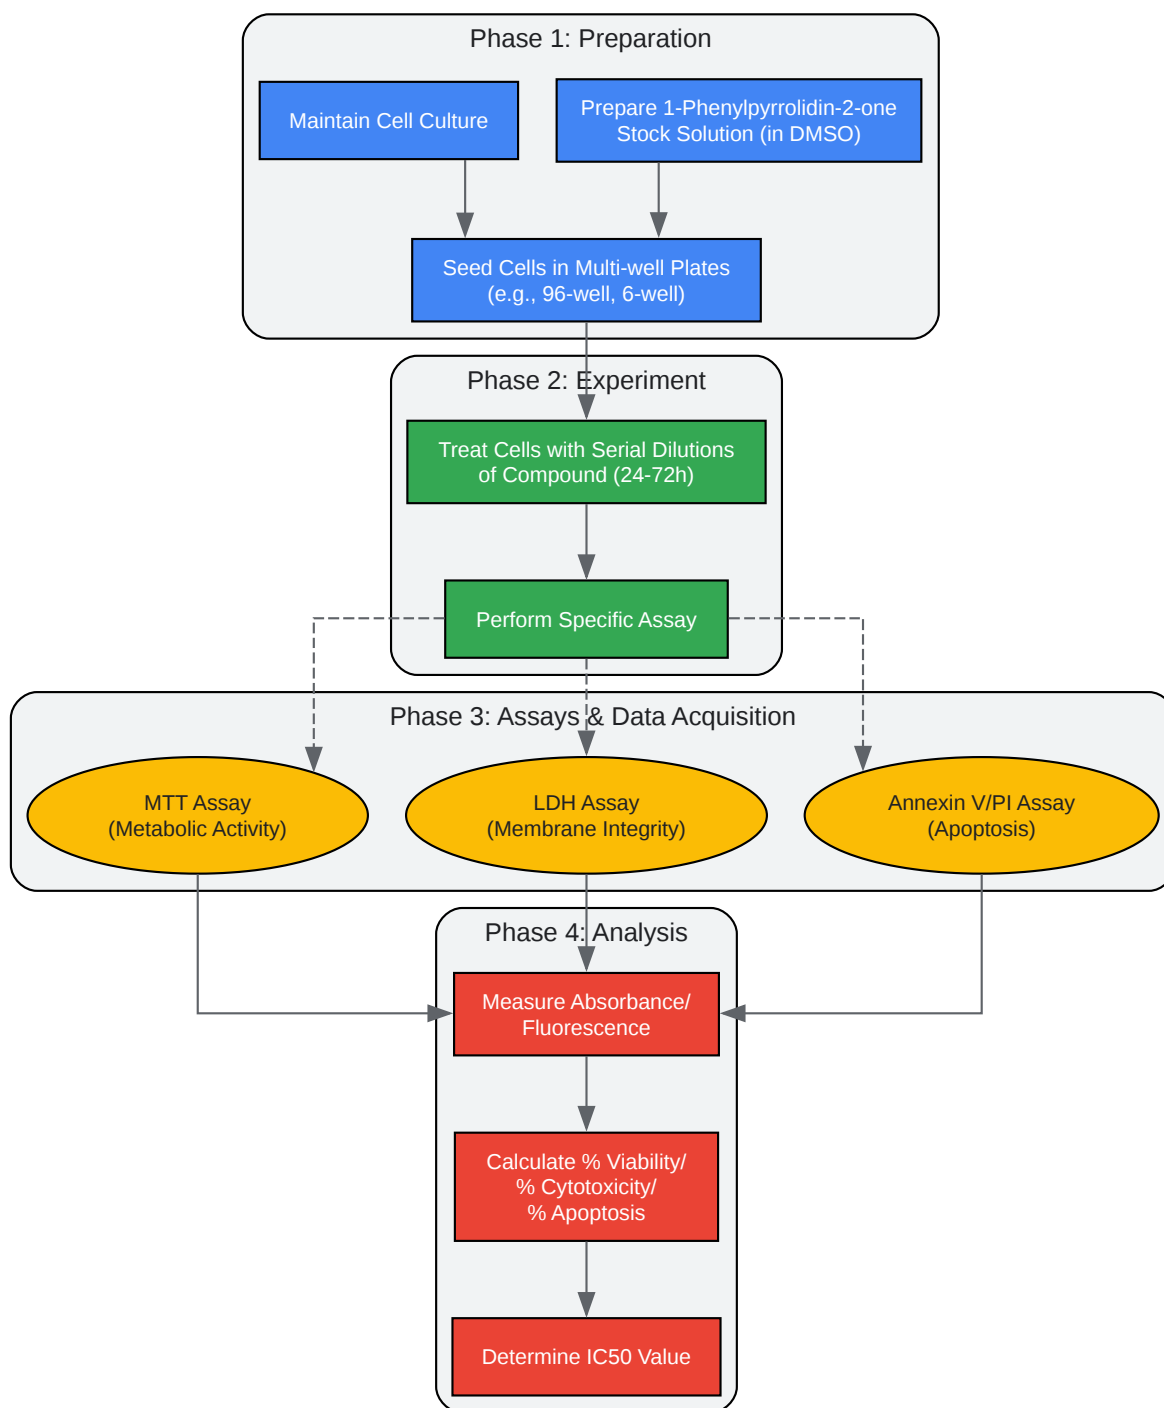 Phase 1: Preparation
Maintain Cell Culture
Prepare 1-Phenylpyrrolidin-2-one
Stock Solution (in DMSO)
Seed Cells in Multi-well Plates
(e.g., 96-well, 6-well)
Phase 2: Experiment
Treat Cells with Serial Dilutions
of Compound (24-72h)
Perform Specific Assay
Phase 3: Assays & Data Acquisition
MTT Assay
(Metabolic Activity)
LDH Assay
(Membrane Integrity)
Annexin V/PI Assay
(Apoptosis)
Phase 4: Analysis
Measure Absorbance/
Fluorescence
Calculate % Viability/
% Cytotoxicity/
% Apoptosis
Determine IC50 Value